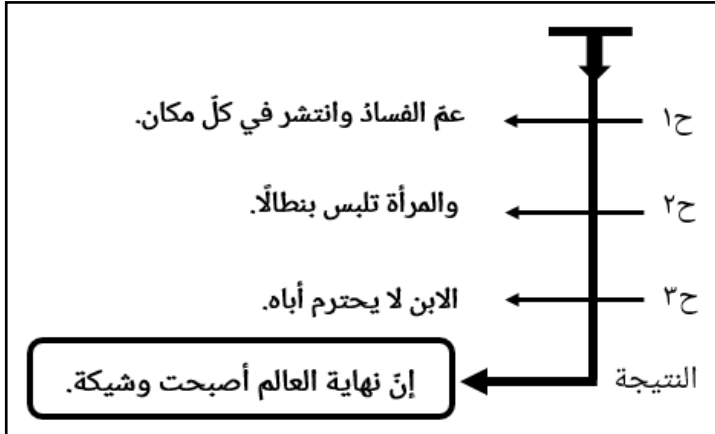 ح١ عمّ الفسادُ وانتشر في كلّ مكان.
ح٢ والمرأة تلبس بنطالًا.
ح٣ الابن لا يحترم أباه.
النتيجة إنّ نهاية العالم أصبحت وشيكة.